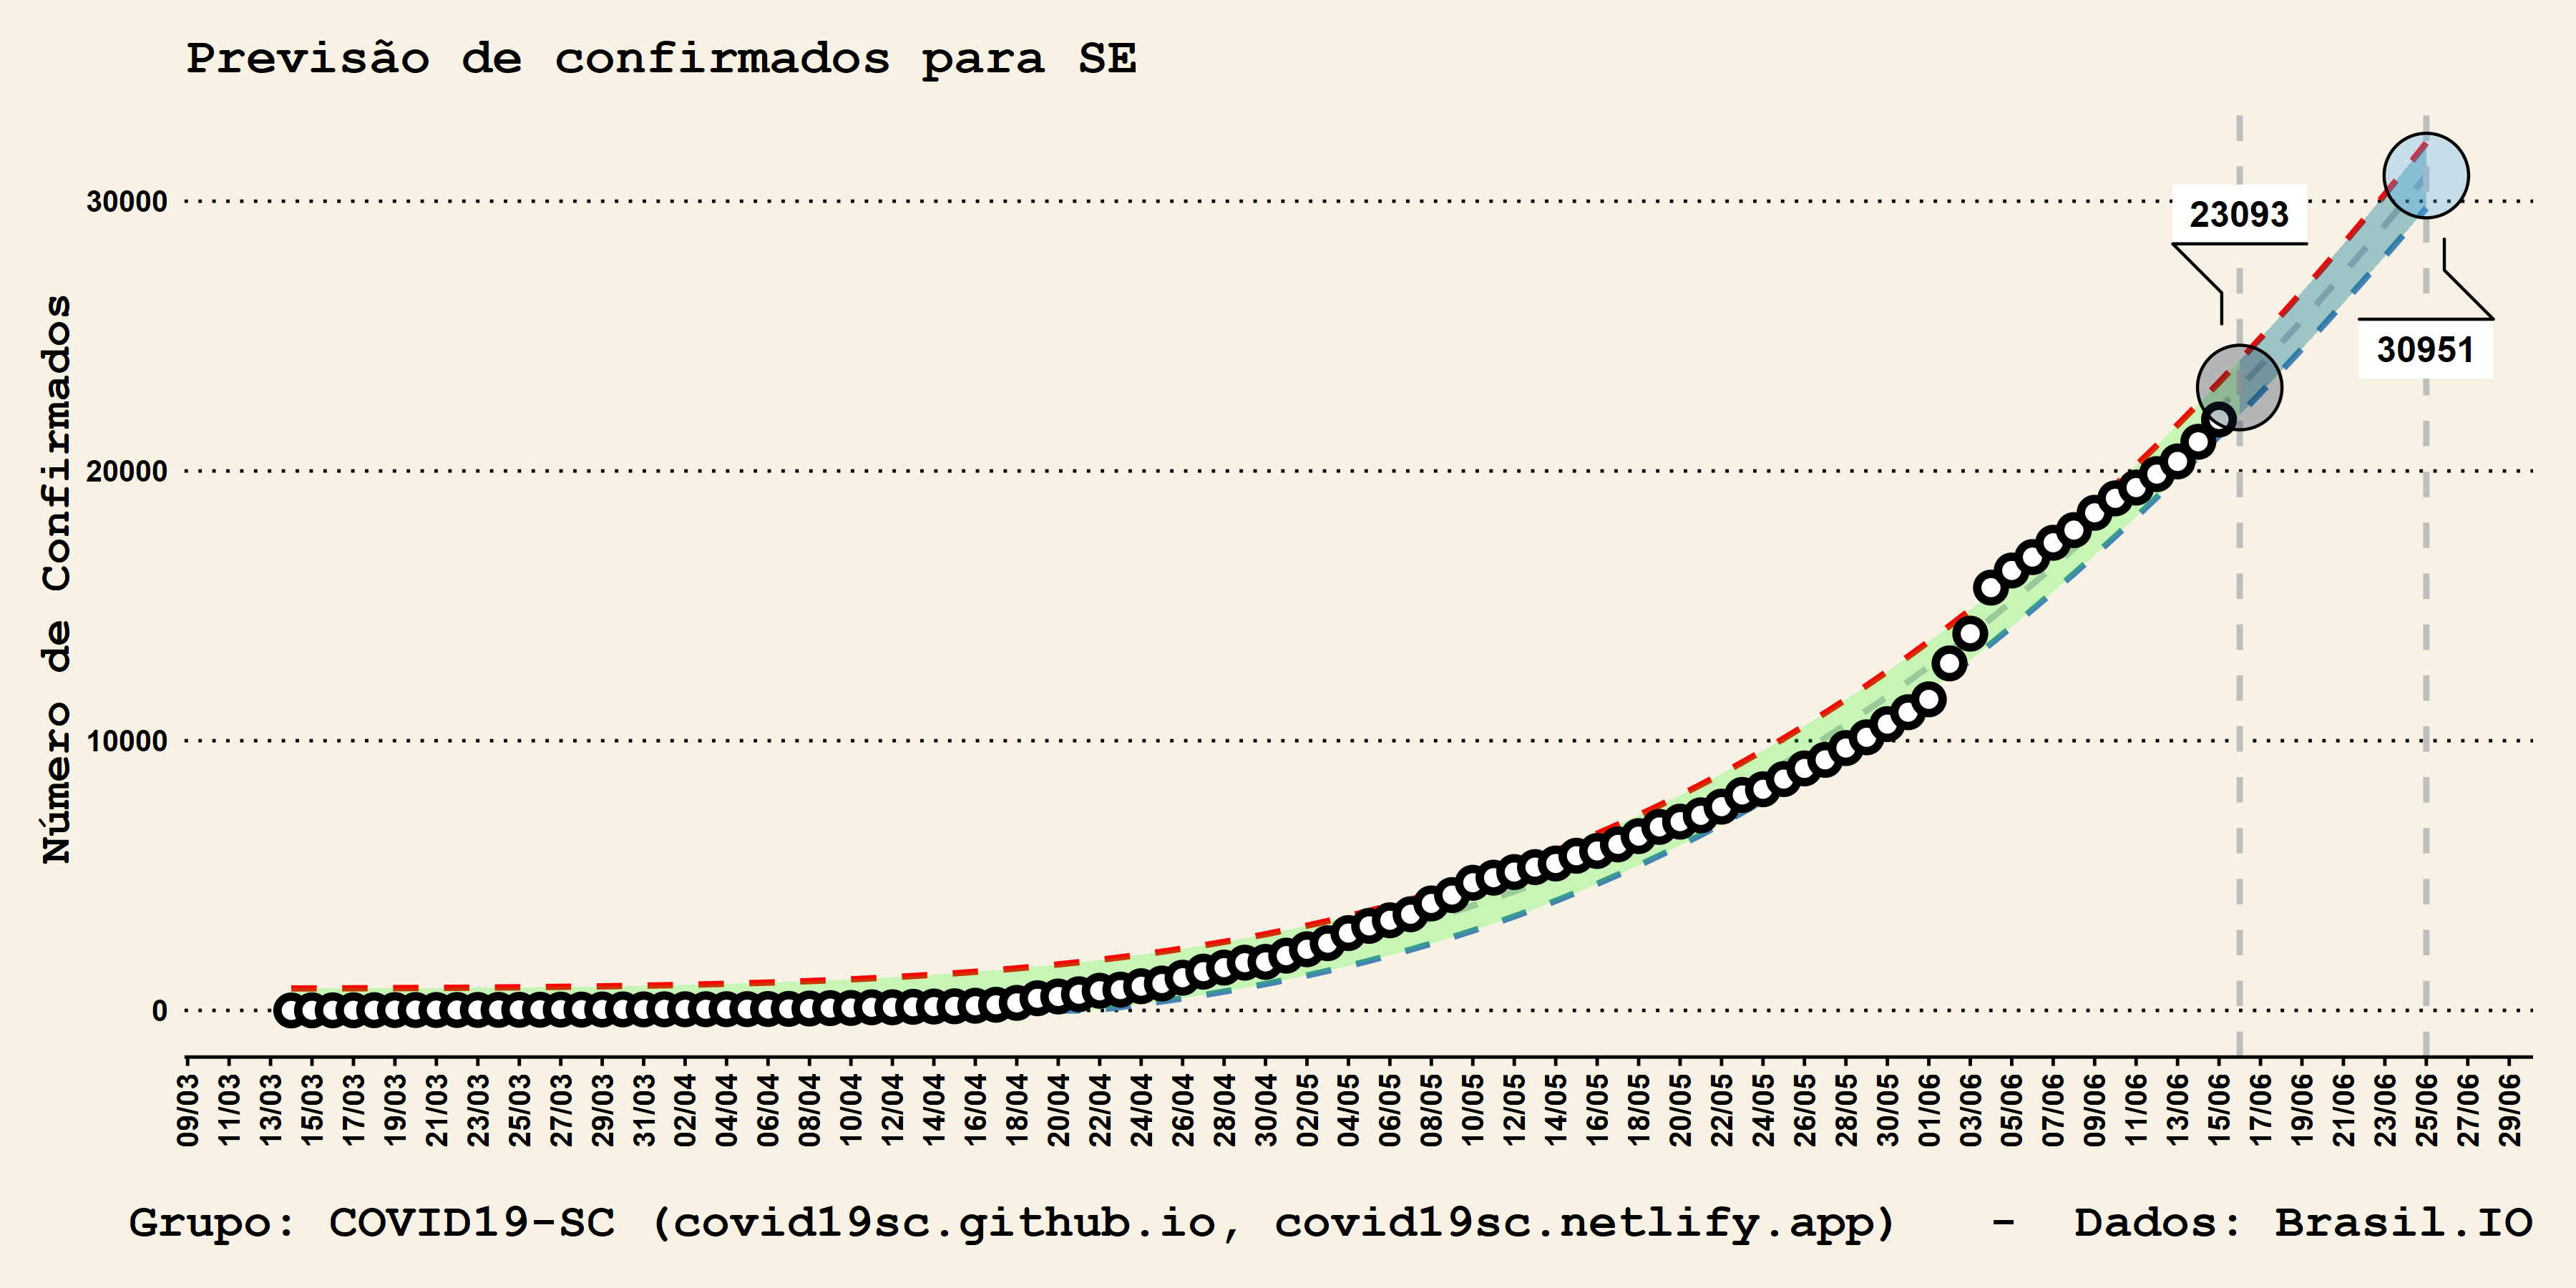 Previsão de confirmados para SE
Número de Confirmados
30000
20000
10000
0
23093
30951
09/03 11/03 13/03 15/03 17/03 19/03 21/03 23/03 25/03 27/03 29/03 31/03 02/04 04/04 06/04 08/04 10/04 12/04 14/04 16/04 18/04 20/04 22/04 24/04 26/04 28/04 30/04 02/05 04/05 06/05 08/05 10/05 12/05 14/05 16/05 18/05 20/05 22/05 24/05 26/05 28/05 30/05 01/06 03/06 05/06 07/06 09/06 11/06 13/06 15/06 17/06 19/06 21/06 23/06 25/06 27/06 29/06
Grupo: COVID19-SC (covid19sc.github.io, covid19sc.netlify.app) - Dados: Brasil.IO